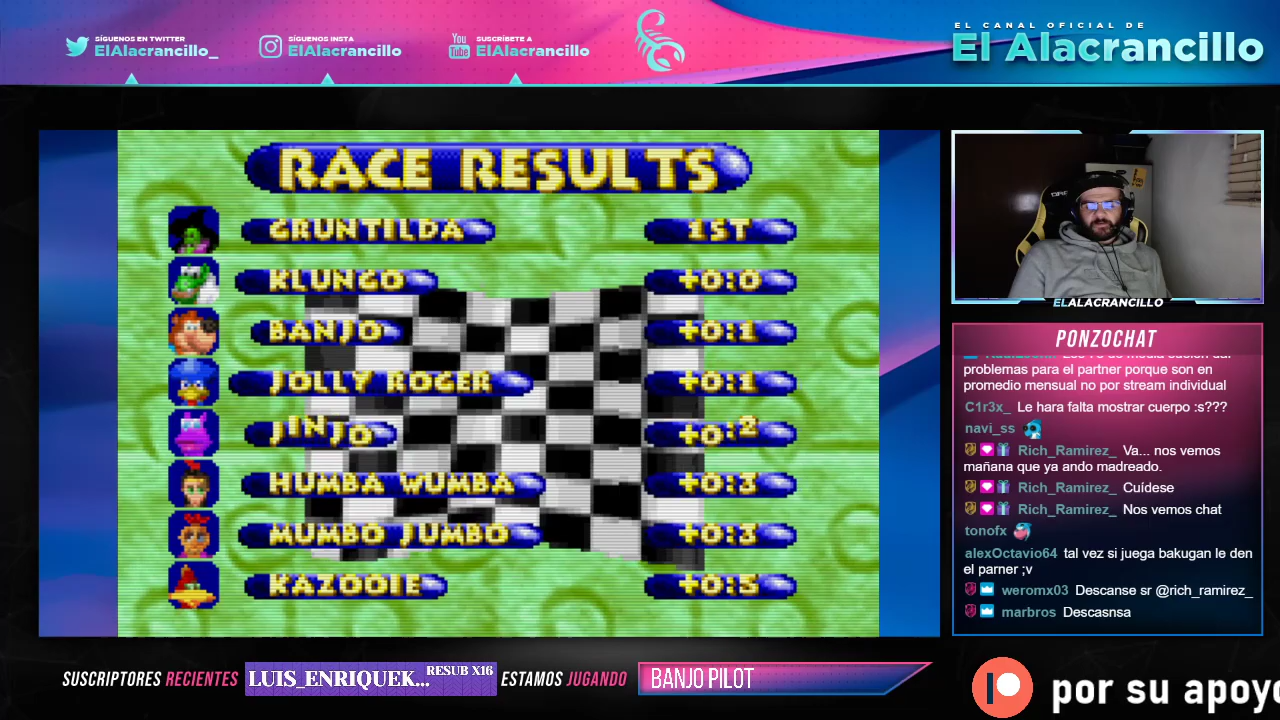 SÍGUENOS EN TWITTER
ElAlacrancillo_
SÍGUENOS INSTA
ElAlacrancillo
You
Tube
SUSCRÍBETE A
ElAlacrancillo
EL CANAL OFICIAL DE
El Alacrancillo
RACE RESULTS
GRUNTILDA 1ST
KLUNGO +0:0
BANJO +0:1
JOLLY ROGER +0:1
JINJO +0:2
HUMBA WUMBA +0:3
MUMBO JUMBO +0:3
KAZOOIE +0:5
ELALACRANCILLO
PONZOCHAT
problemas para el partner porque son en
promedio mensual no por stream individual
C1r3x_ Le hara falta mostrar cuerpo :s???
navi_ss
Rich_Ramirez_ Va... nos vemos
mañana que ya ando madreado.
Rich_Ramirez_ Cuídese
Rich_Ramirez_ Nos vemos chat
tonofx
alexOctavio64 tal vez si juega bakugan le den
el parner ;v
weromx03 Descanse sr @rich_ramirez_
marbros Descasnsa
SUSCRIPTORES RECIENTES
LUIS_ENRIQUEK... RESUB X16
ESTAMOS JUGANDO
BANJO PILOT
por su apoyo